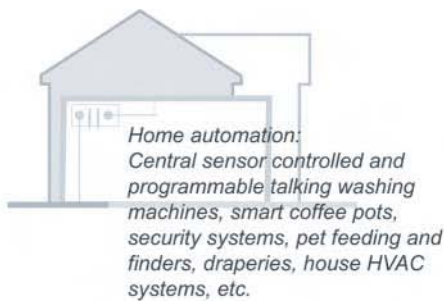 Home automation:
Central sensor controlled and
programmable talking washing
machines, smart coffee pots,
security systems, pet feeding and
finders, draperies, house HVAC
systems, etc.